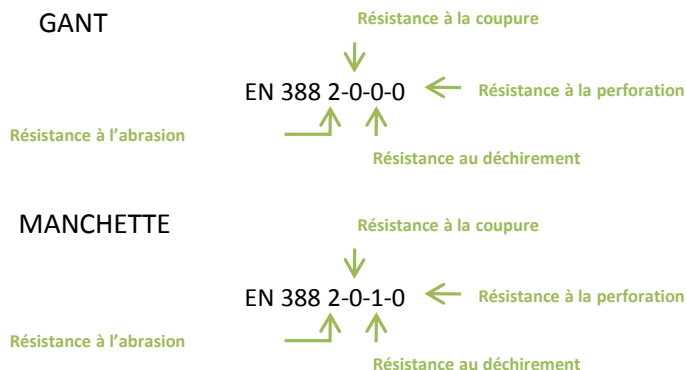 GANT
Résistance à la coupure
EN 388 2-0-0-0
Résistance à la perforation
Résistance à l’abrasion
Résistance au déchirement
MANCHETTE
Résistance à la coupure
EN 388 2-0-1-0
Résistance à la perforation
Résistance à l’abrasion
Résistance au déchirement